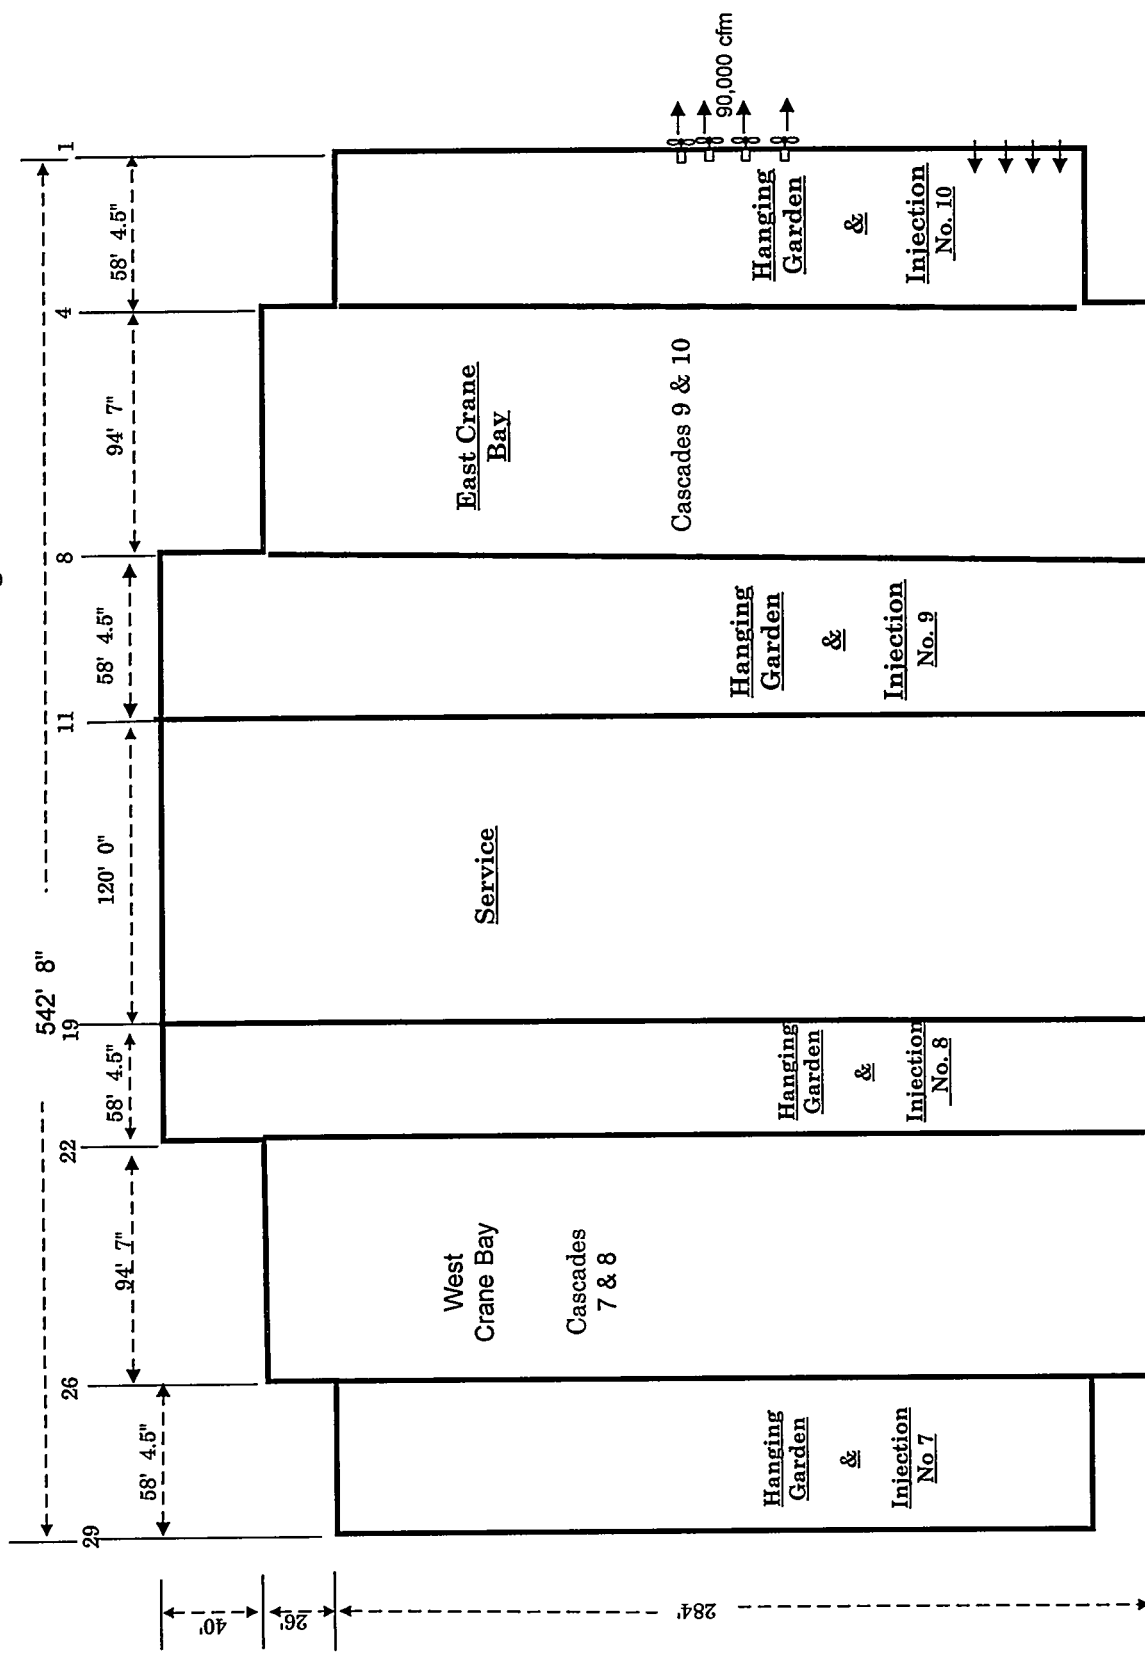 542' 8"
29
26
22
19
11
8
4
1
58' 4.5"
94' 7"
58' 4.5"
120' 0"
58' 4.5"
94' 7"
58' 4.5"
40'
26'
284'
Hanging
Garden
&
Injection
No 7
West
Crane Bay
Cascades
7 & 8
Hanging
Garden
&
Injection
No. 8
Service
Hanging
Garden
&
Injection
No. 9
East Crane
Bay
Cascades 9 & 10
Hanging
Garden
&
Injection
No. 10
90,000 cfm